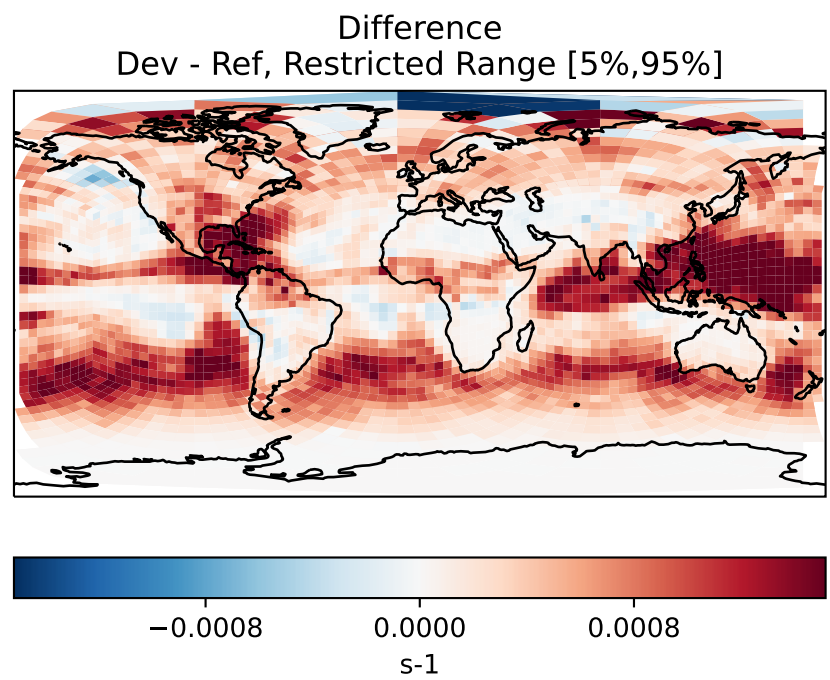 Difference
Dev - Ref, Restricted Range [5%,95%]
−0.0008 0.0000 0.0008
s-1